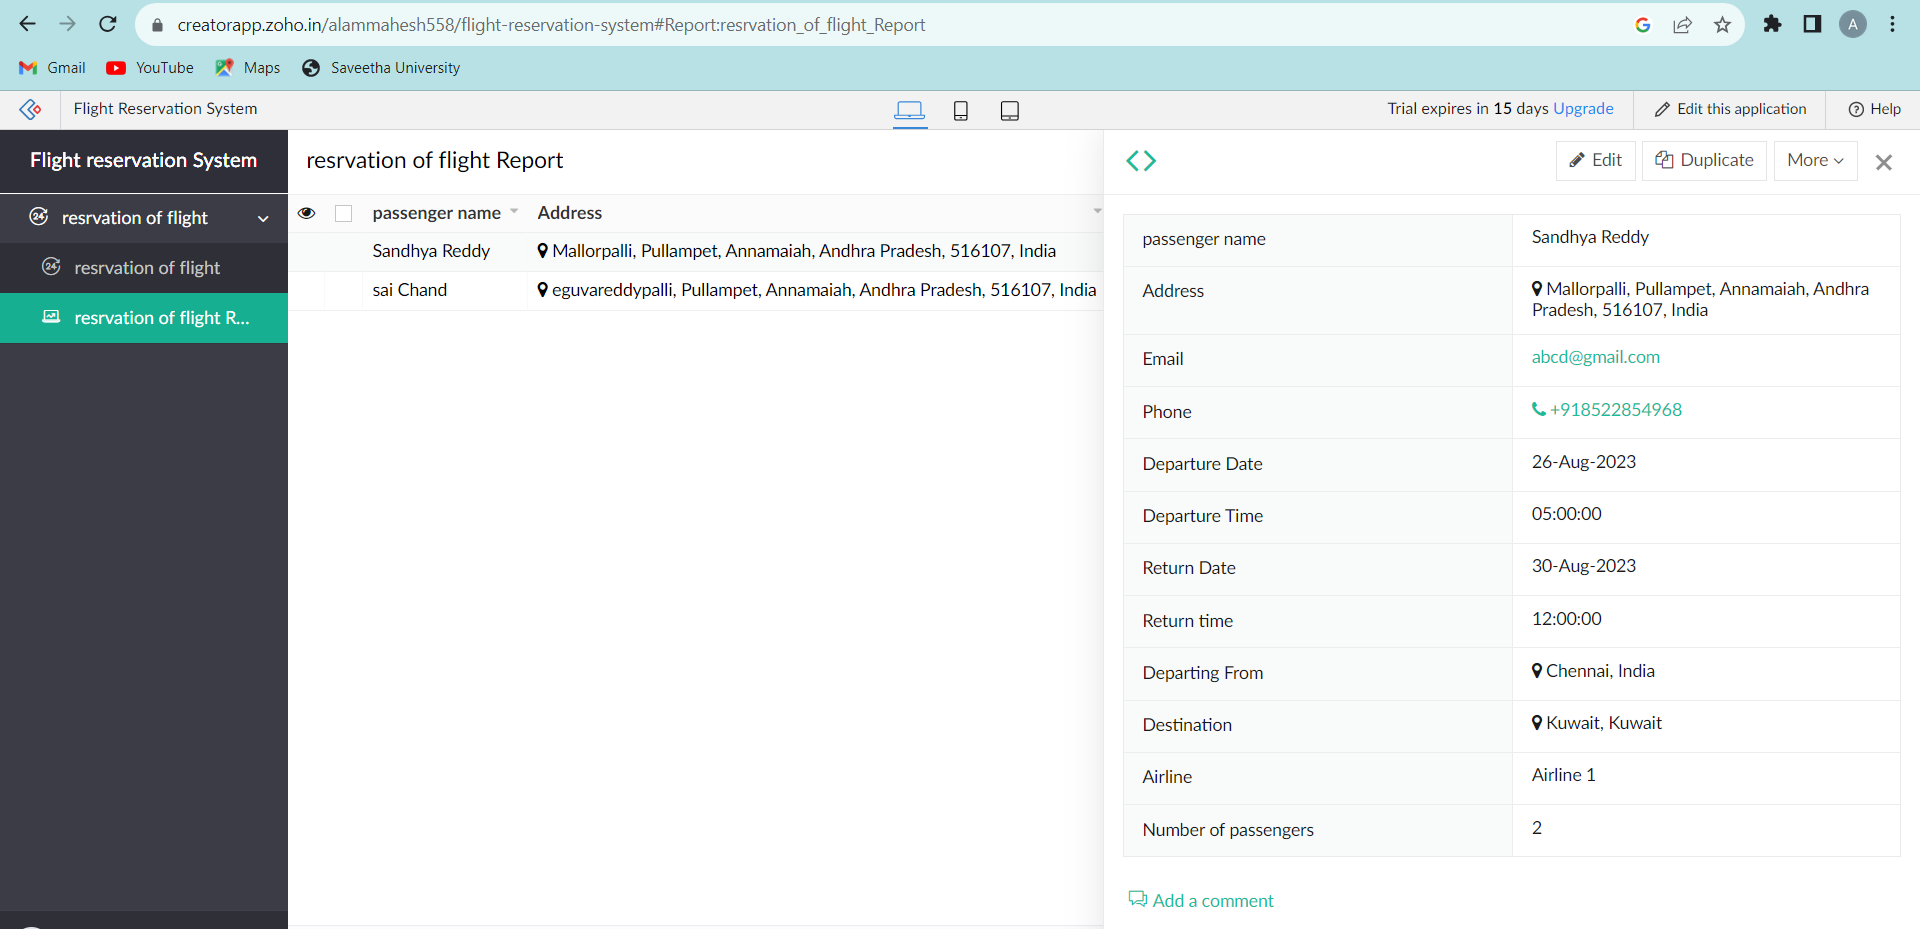 creatorapp.zoho.in/alammahesh558/flight-reservation-system#Report:resrvation_of_flight_Report
A
Gmail
YouTube
Maps
Saveetha University
Flight Reservation System
Trial expires in 15 days Upgrade
Edit this application
Help
Flight reservation System
resrvation of flight
24
resrvation of flight
24
resrvation of flight R...
resrvation of flight Report
passenger name
Address
Sandhya Reddy
Mallorpalli, Pullampet, Annamaiah, Andhra Pradesh, 516107, India
sai Chand
eguvareddypalli, Pullampet, Annamaiah, Andhra Pradesh, 516107, India
Edit
Duplicate
More
passenger name
Sandhya Reddy
Address
Mallorpalli, Pullampet, Annamaiah, Andhra
Pradesh, 516107, India
Email
abcd@gmail.com
Phone
+918522854968
Departure Date
26-Aug-2023
Departure Time
05:00:00
Return Date
30-Aug-2023
Return time
12:00:00
Departing From
Chennai, India
Destination
Kuwait, Kuwait
Airline
Airline 1
Number of passengers
2
Add a comment